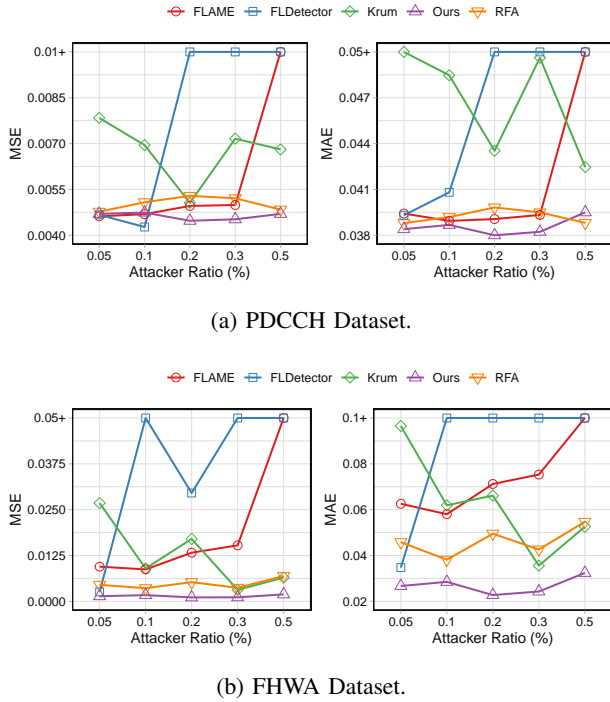 FLAME FLDetector Krum Ours RFA
0.01+
0.0085
0.0070
0.0055
0.0040
MSE
0.05 0.1 0.2 0.3 0.5
Attacker Ratio (%)
0.05+
0.047
0.044
0.041
0.038
MAE
0.05 0.1 0.2 0.3 0.5
Attacker Ratio (%)
(a) PDCCH Dataset.
FLAME FLDetector Krum Ours RFA
0.05+
0.0375
0.0250
0.0125
0.0000
MSE
0.05 0.1 0.2 0.3 0.5
Attacker Ratio (%)
0.1+
0.08
0.06
0.04
0.02
MAE
0.05 0.1 0.2 0.3 0.5
Attacker Ratio (%)
(b) FHWA Dataset.